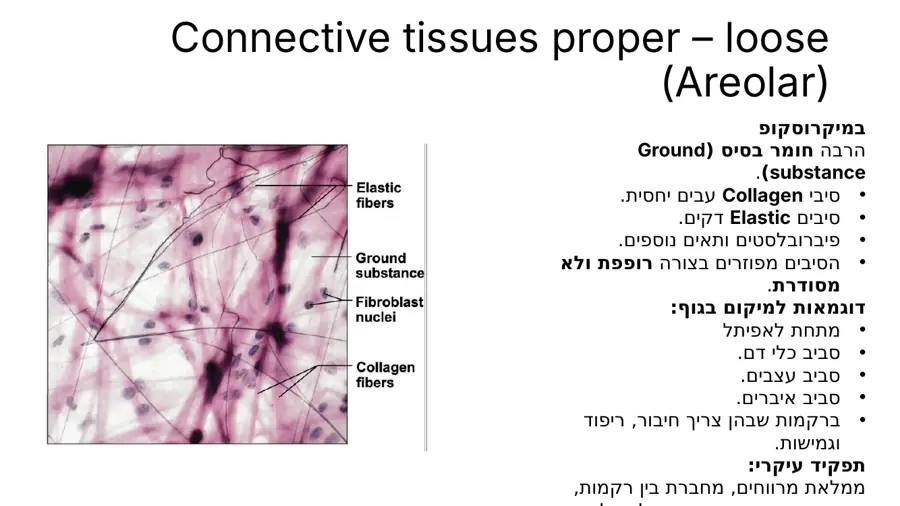 Connective tissues proper – loose
(Areolar)
במיקרוסקופ
הרבה חומר בסיס (Ground
substance).
• סיבי Collagen עבים יחסית.
• סיבים Elastic דקים.
• פיברובלסטים ותאים נוספים.
• הסיבים מפוזרים בצורה רופפת ולא
מסודרת.
דוגמאות למיקום בגוף:
• מתחת לאפיתל
• סביב כלי דם.
• סביב עצבים.
• סביב איברים.
• ברקמות שבהן צריך חיבור, ריפוד
וגמישות.
תפקיד עיקרי:
ממלאת מרווחים, מחברת בין רקמות,
Elastic
fibers
Ground
substance
Fibroblast
nuclei
Collagen
fibers